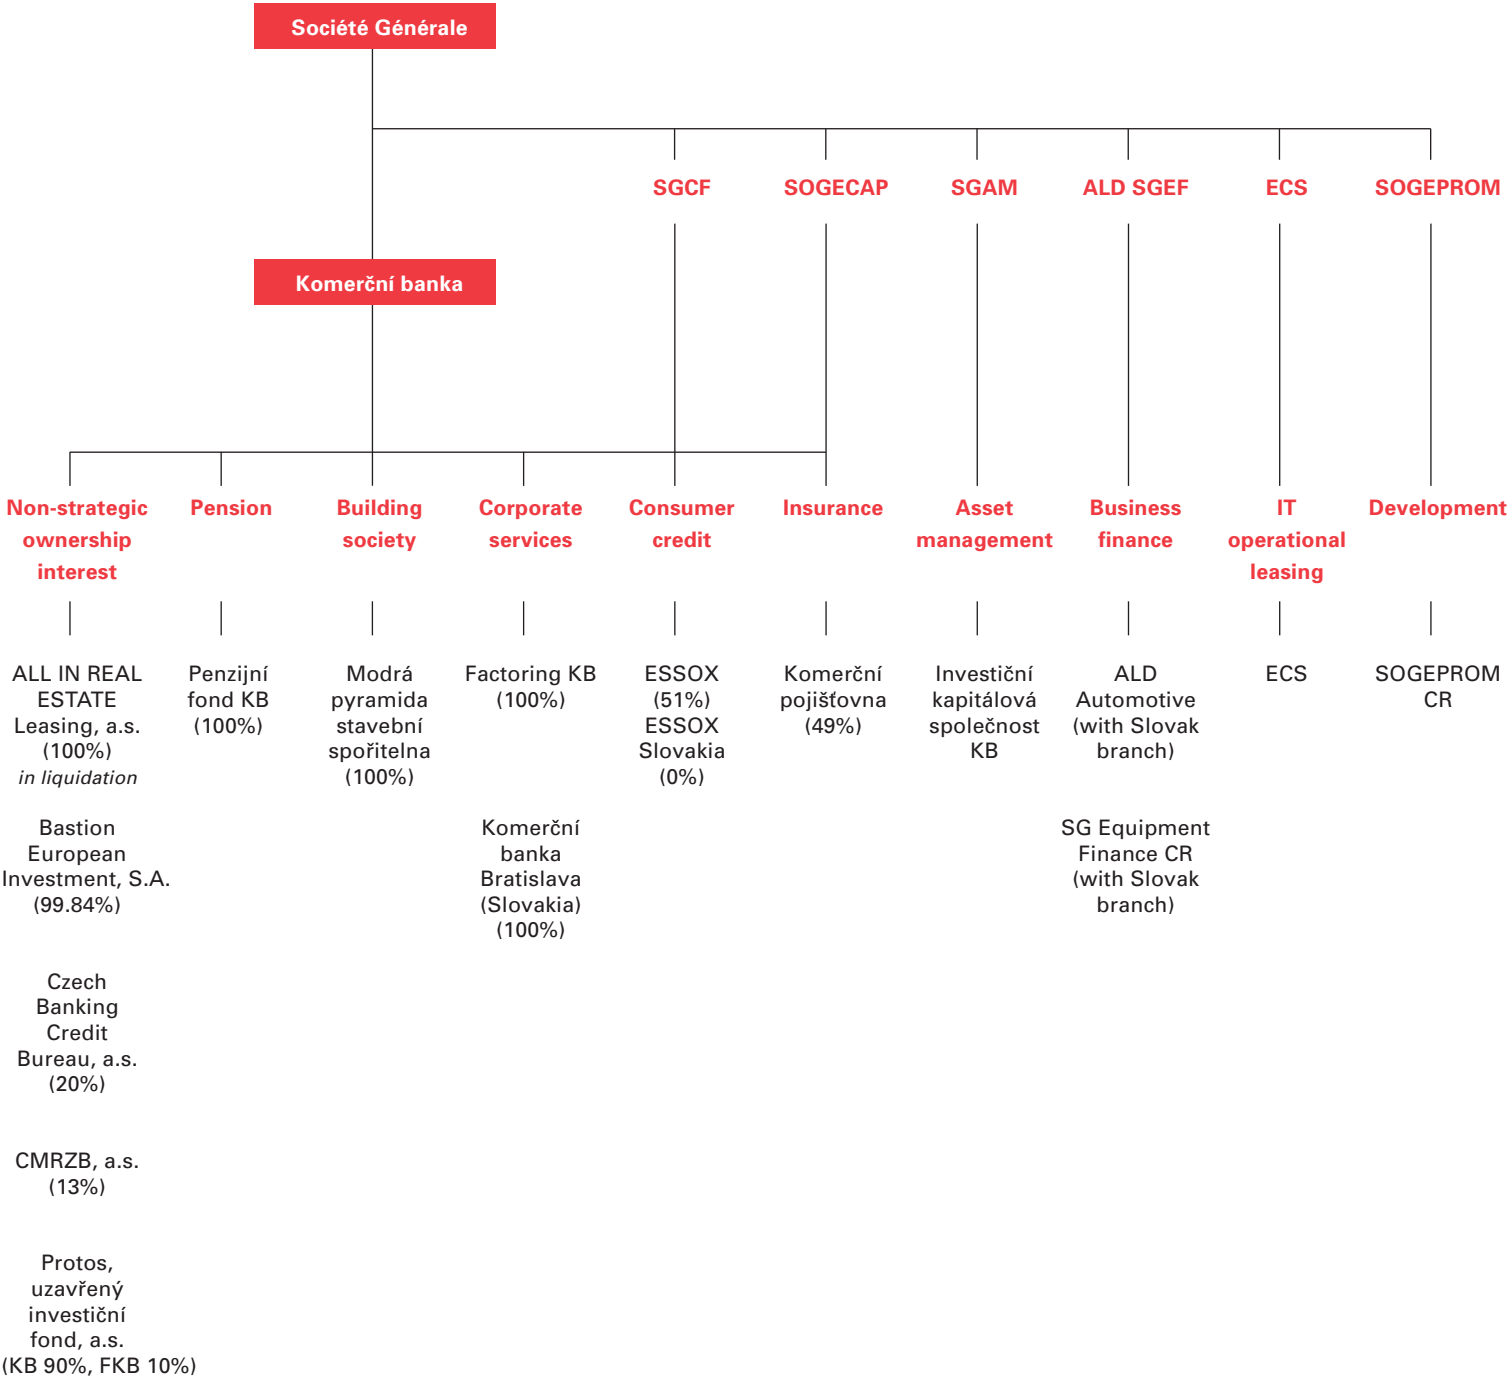 Société Générale
SGCF
SOGECAP
SGAM
ALD SGEF
ECS
SOGEPROM
Komerční banka
Non-strategic
ownership
interest
Pension
Building
society
Corporate
services
Consumer
credit
Insurance
Asset
management
Business
finance
IT
operational
leasing
Development
ALL IN REAL
ESTATE
Leasing, a.s.
(100%)
in liquidation
Bastion
European
Investment, S.A.
(99.84%)
Czech
Banking
Credit
Bureau, a.s.
(20%)
CMRZB, a.s.
(13%)
Protos,
uzavřený
investiční
fond, a.s.
(KB 90%, FKB 10%)
Penzijní
fond KB
(100%)
Modrá
pyramida
stavební
spořitelna
(100%)
Factoring KB
(100%)
Komerční
banka
Bratislava
(Slovakia)
(100%)
ESSOX
(51%)
ESSOX
Slovakia
(0%)
Komerční
pojišťovna
(49%)
Investiční
kapitálová
společnost
KB
ALD
Automotive
(with Slovak
branch)
SG Equipment
Finance CR
(with Slovak
branch)
ECS
SOGEPROM
CR